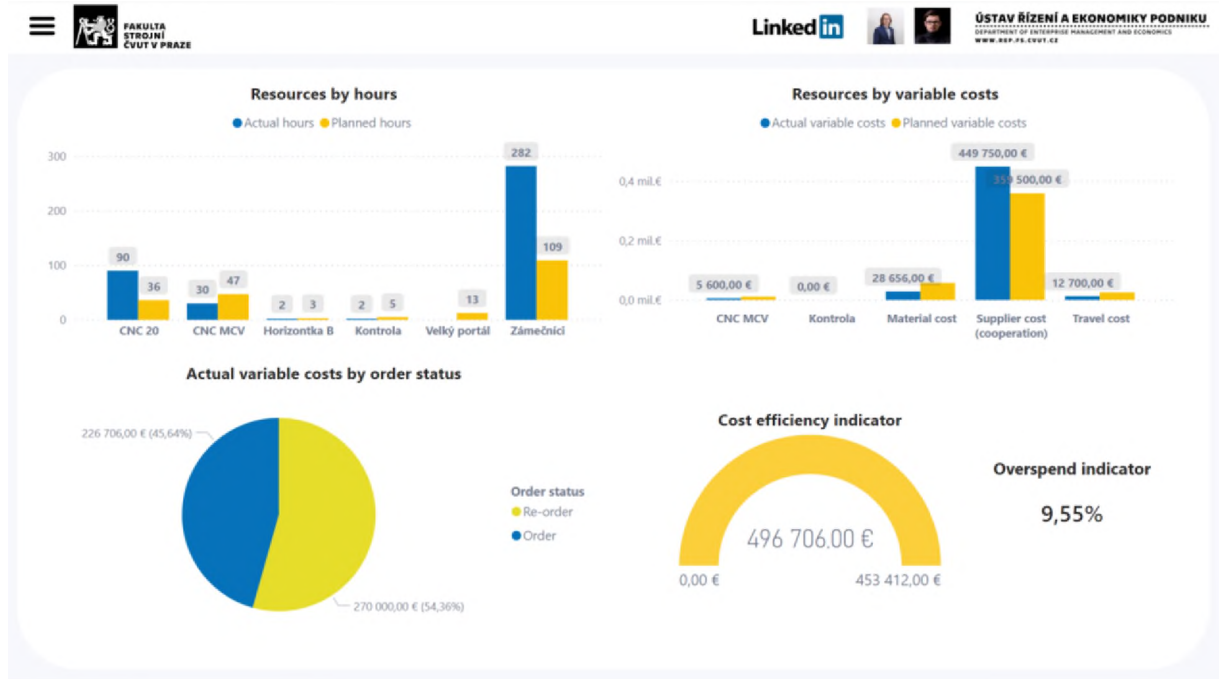 FAKULTA
STROJNÍ
ČVUT V PRAZE
Linked in
ÚSTAV ŘÍZENÍ A EKONOMIKY PODNIKU
DEPARTMENT OF ENTERPRISE MANAGEMENT AND ECONOMICS
WWW.REP.FS.CVUT.CZ
Resources by hours
Actual hours Planned hours
300
200
100
0
90
36
30
47
2
3
2
5
13
282
109
CNC 20
CNC MCV
Horizontka B
Kontrola
Velký portál
Zámečníci
Resources by variable costs
Actual variable costs Planned variable costs
0,4 mil.€
0,2 mil.€
0,0 mil.€
5 600,00 €
0,00 €
28 656,00 €
449 750,00 €
359 500,00 €
12 700,00 €
CNC MCV
Kontrola
Material cost
Supplier cost
(cooperation)
Travel cost
Actual variable costs by order status
226 706,00 € (45,64%)
270 000,00 € (54,36%)
Order status
Re-order
Order
Cost efficiency indicator
496 706,00 €
0,00 €
453 412,00 €
Overspend indicator
9,55%